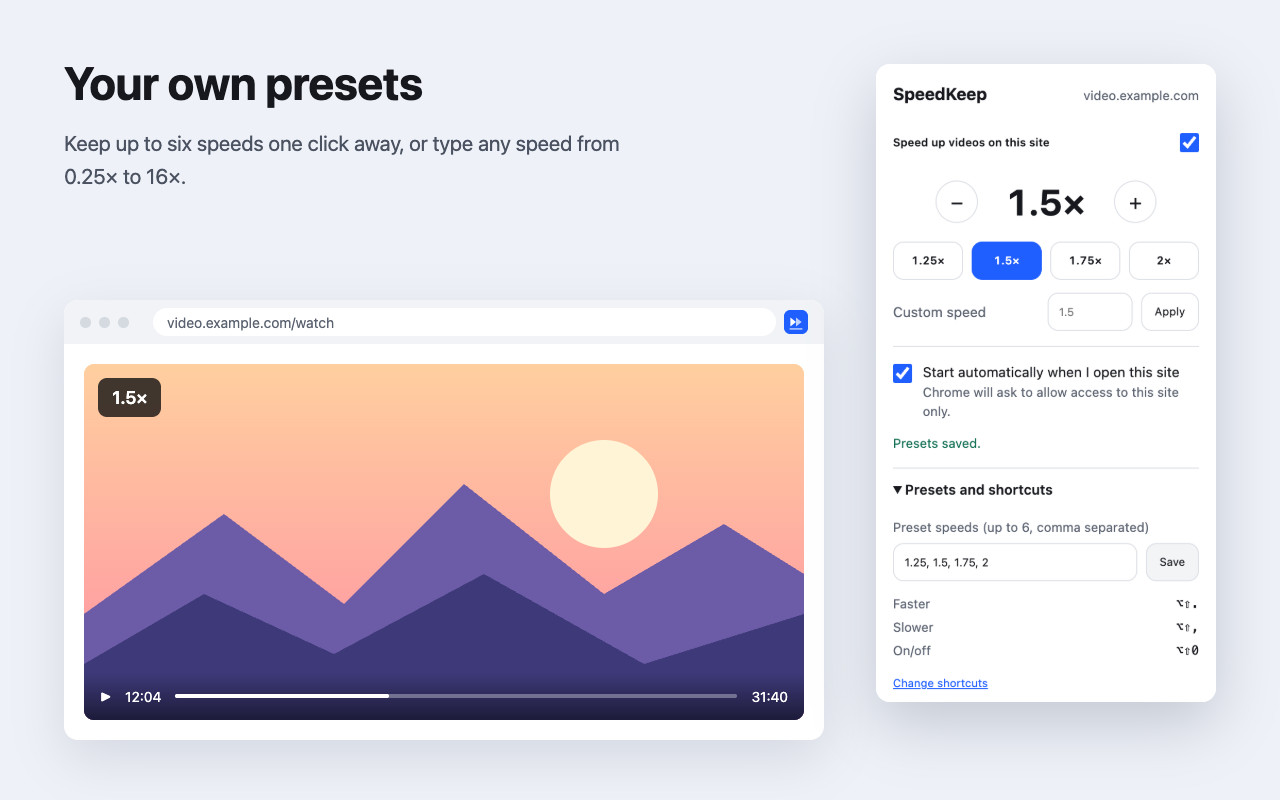 Your own presets
Keep up to six speeds one click away, or type any speed from
0.25× to 16×.
video.example.com/watch
1.5×
12:04
31:40
SpeedKeep
video.example.com
Speed up videos on this site
− 1.5× +
1.25× 1.5× 1.75× 2×
Custom speed 1.5 Apply
Start automatically when I open this site
Chrome will ask to allow access to this site
only.
Presets saved.
▼ Presets and shortcuts
Preset speeds (up to 6, comma separated)
1.25, 1.5, 1.75, 2 Save
Faster ⌥⇧.
Slower ⌥⇧,
On/off ⌥⇧0
Change shortcuts